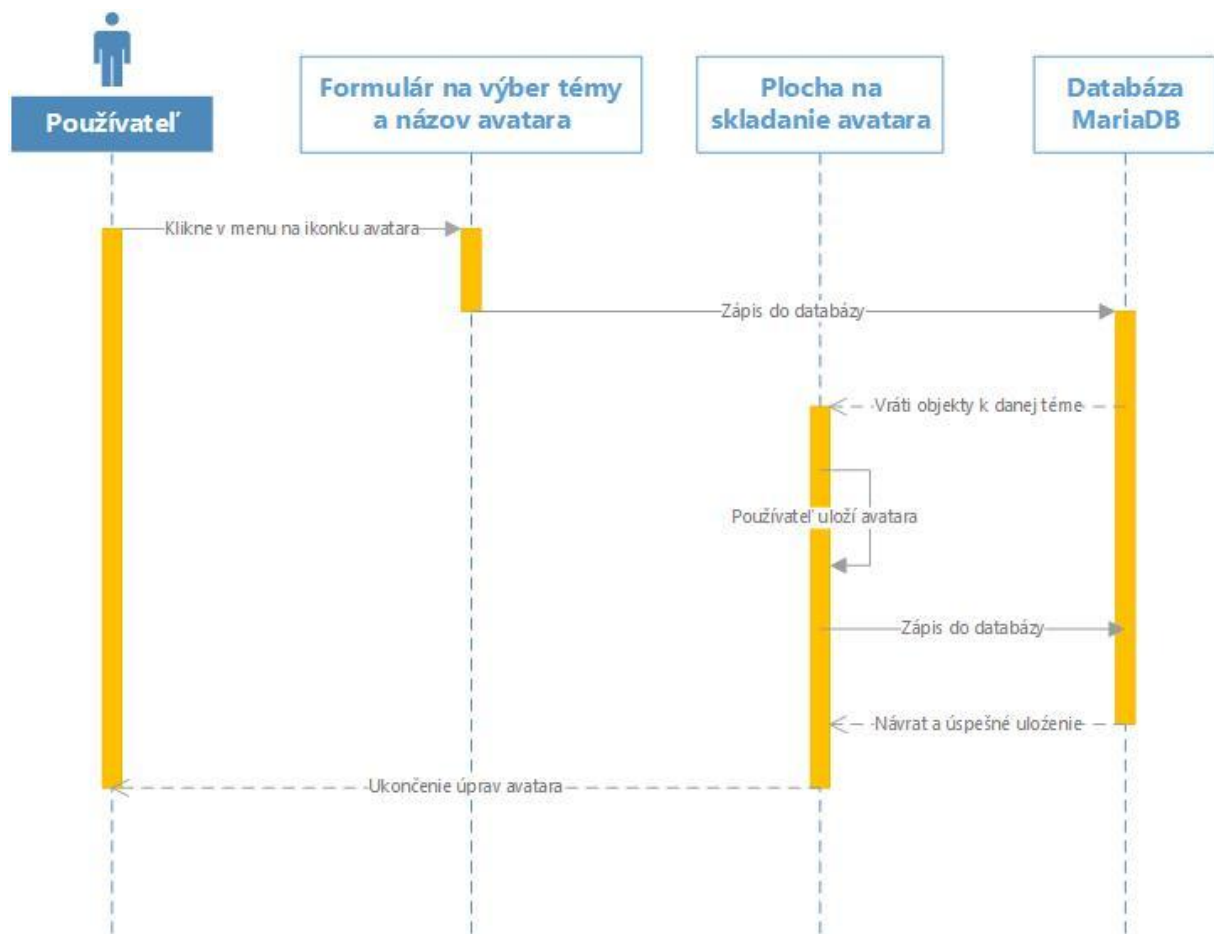 Používateľ
Formulár na výber témy
a názov avatara
Plocha na
skladanie avatara
Databáza
MariaDB
Klikne v menu na ikonku avatara
Zápis do databázy
Vráti objekty k danej téme
Používateľ uloží avatara
Zápis do databázy
Návrat a úspešné uloženie
Ukončenie úprav avatara